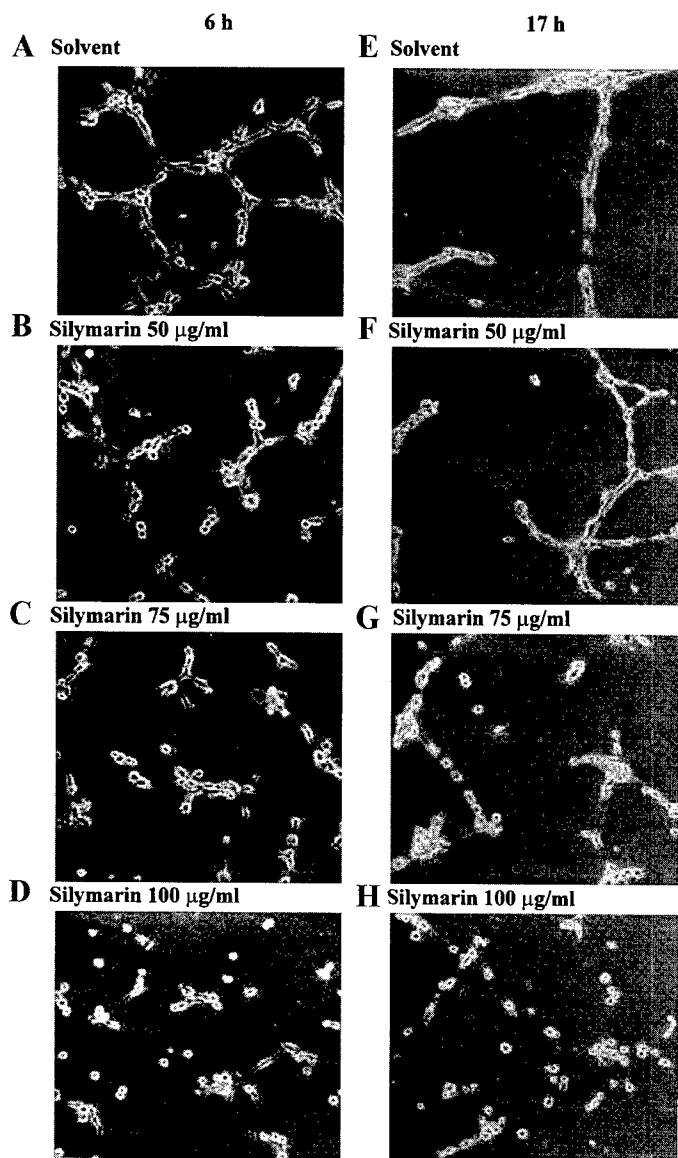 6 h 17 h
A Solvent E Solvent
B Silymarin 50 μg/ml F Silymarin 50 μg/ml
C Silymarin 75 μg/ml G Silymarin 75 μg/ml
D Silymarin 100 μg/ml H Silymarin 100 μg/ml